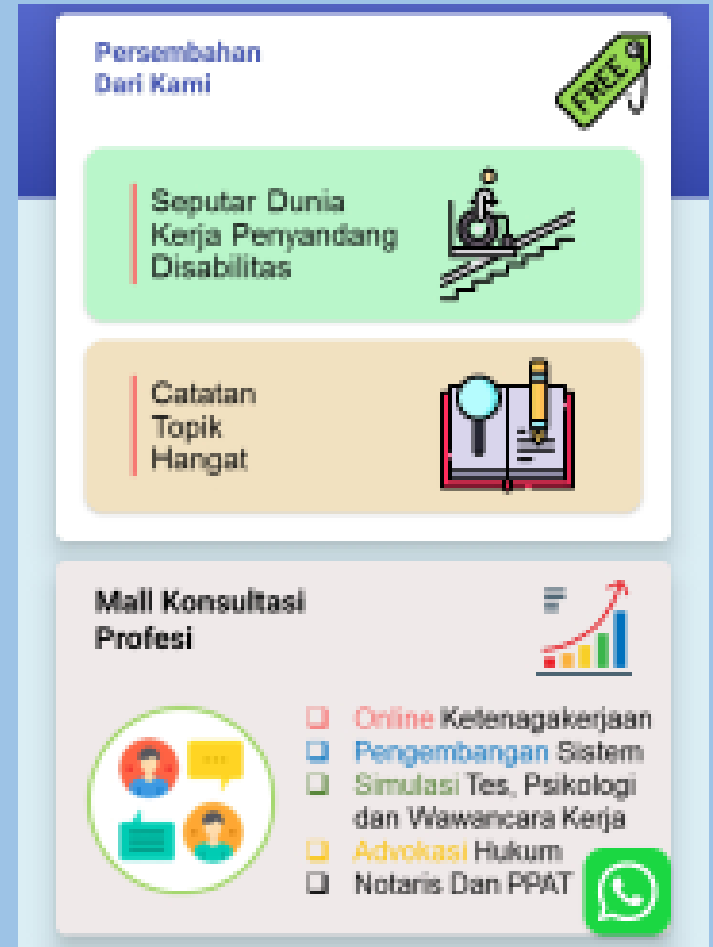 Persembahan
Dari Kami
FREE
Seputar Dunia
Kerja Penyandang
Disabilitas
Catatan
Topik
Hangat
Mall Konsultasi
Profesi
Online Ketenagakerjaan
Pengembangan Sistem
Simulasi Tes, Psikologi
dan Wawancara Kerja
Advokasi Hukum
Notaris Dan PPAT